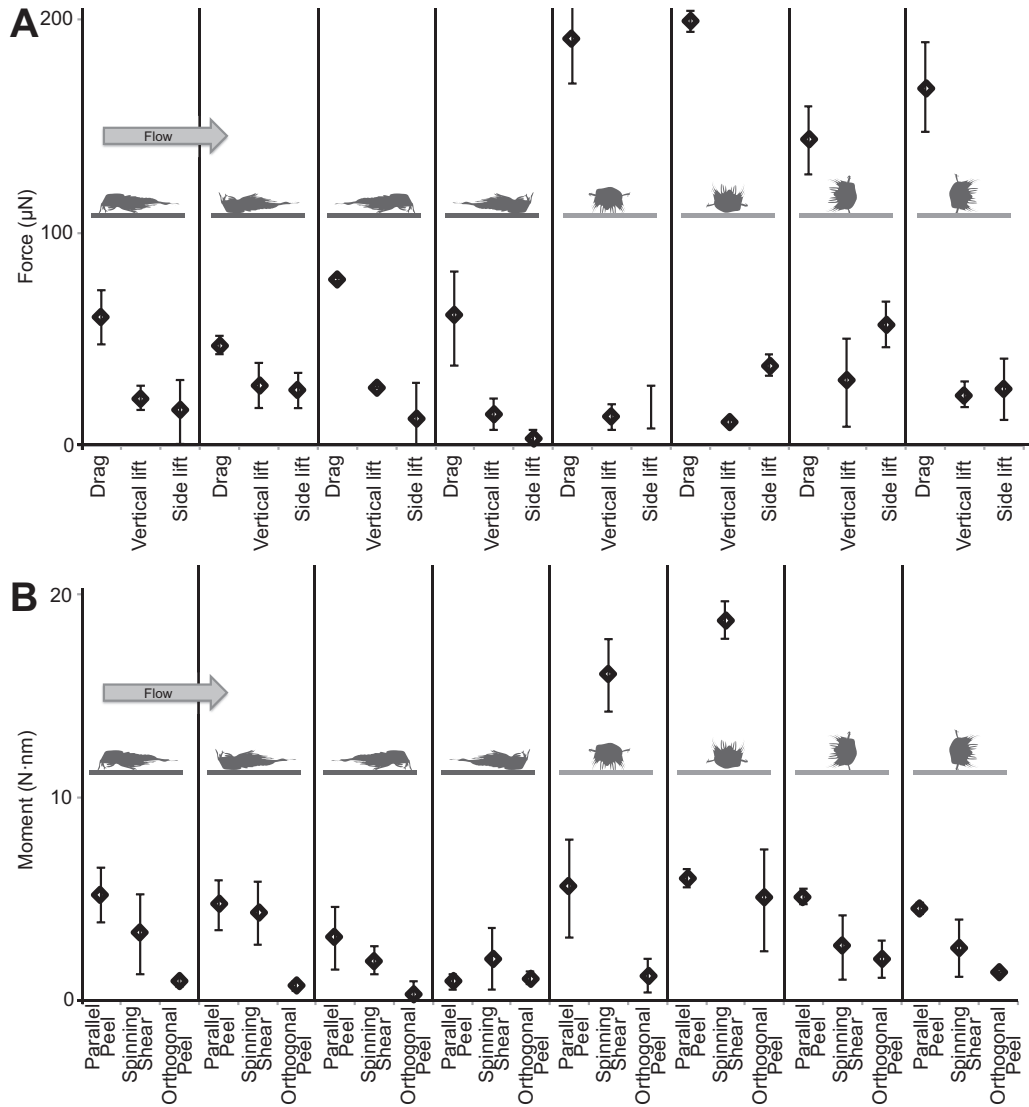 A
200
Flow
Force (µN)
100
0
Drag
Vertical lift
Side lift
Drag
Vertical lift
Side lift
Drag
Vertical lift
Side lift
Drag
Vertical lift
Side lift
Drag
Vertical lift
Side lift
Drag
Vertical lift
Side lift
Drag
Vertical lift
Side lift
Drag
Vertical lift
Side lift
B
20
Flow
Moment (N·nm)
10
0
Parallel
Peel
Spinning
Shear
Orthogonal
Peel
Parallel
Peel
Spinning
Shear
Orthogonal
Peel
Parallel
Peel
Spinning
Shear
Orthogonal
Peel
Parallel
Peel
Spinning
Shear
Orthogonal
Peel
Parallel
Peel
Spinning
Shear
Orthogonal
Peel
Parallel
Peel
Spinning
Shear
Orthogonal
Peel
Parallel
Peel
Spinning
Shear
Orthogonal
Peel
Parallel
Peel
Spinning
Shear
Orthogonal
Peel